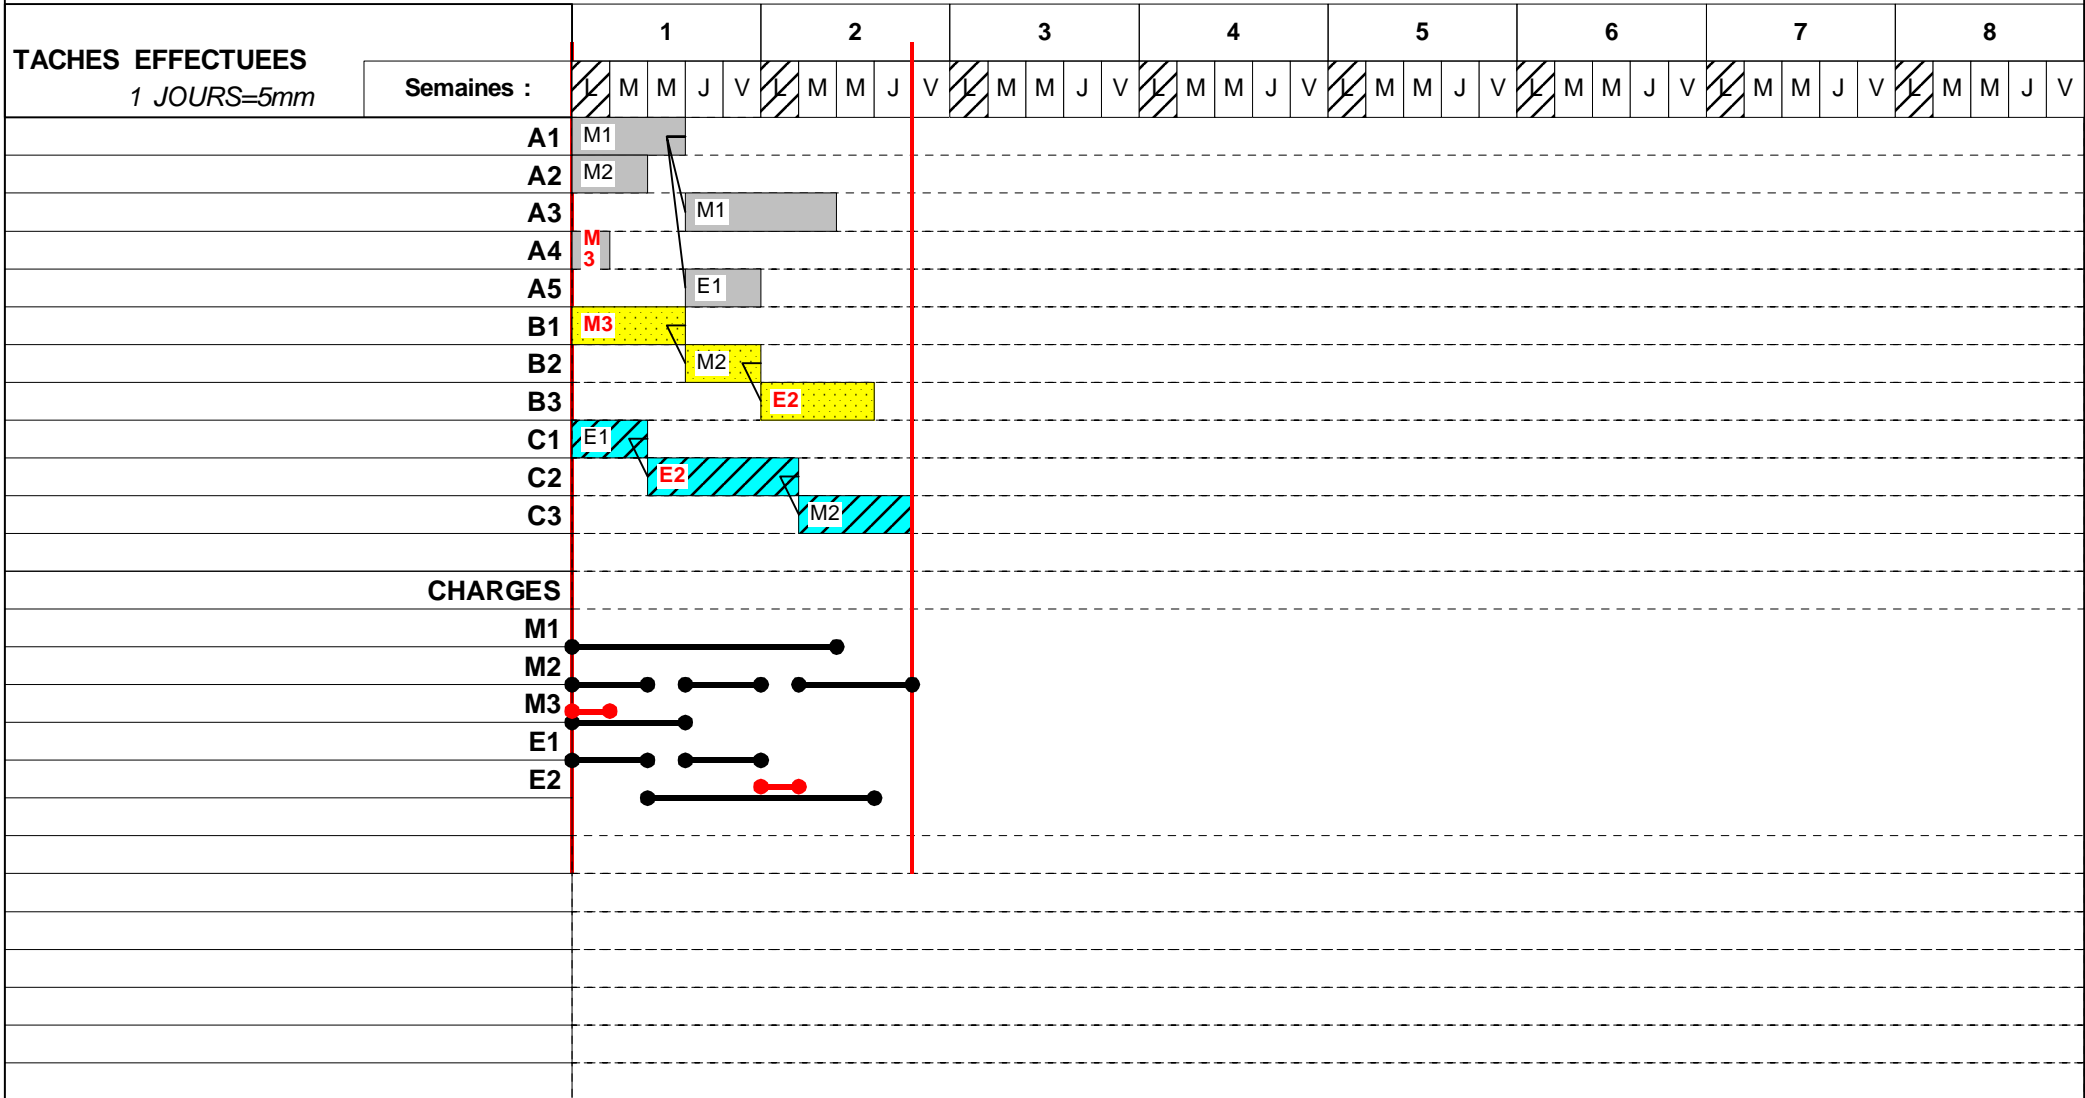 1 2 3 4 5 6 7 8
TACHES EFFECTUEES
1 JOURS=5mm
Semaines : L M M J V L M M J V L M M J V L M M J V L M M J V L M M J V L M M J V L M M J V
A1 M1
A2 M2
A3 M1
A4 M
3
A5 E1
B1 M3
B2 M2
B3 E2
C1 E1
C2 E2
C3 M2
CHARGES
M1
M2
M3
E1
E2